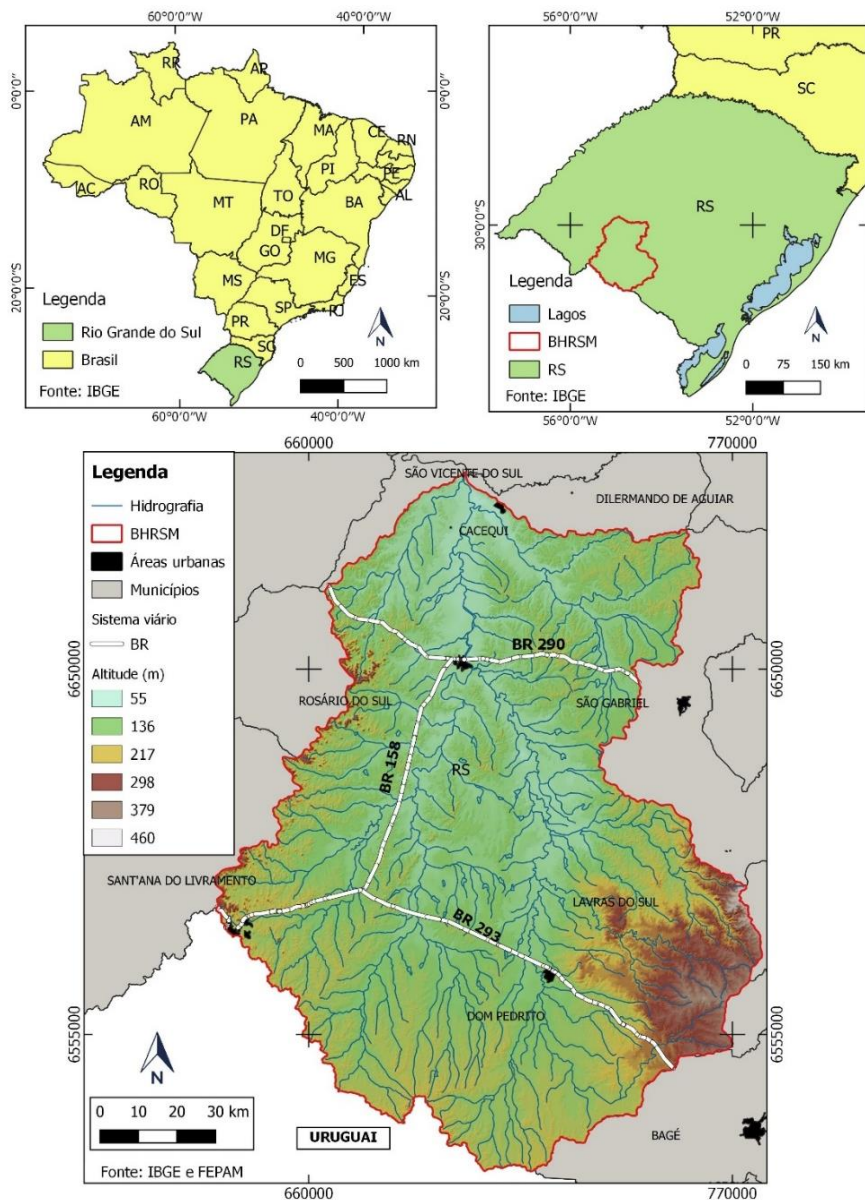 60°0'0"W
40°0'0"W
0°0'0"
0°0'0"
RR
AP
AM
PA
MA
CE
RN
PI
PE
AL
AC
RO
TO
MT
BA
DF
GO
MG
ES
MS
SP
RJ
PR
SC
RS
20°0'0"S
20°0'0"S
Legenda
Rio Grande do Sul
Brasil
Fonte: IBGE
N
0 500 1000 km
60°0'0"W
40°0'0"W
56°0'0"W
52°0'0"W
PR
SC
RS
30°0'0"S
30°0'0"S
Legenda
Lagos
BHRSM
RS
Fonte: IBGE
N
0 75 150 km
56°0'0"W
52°0'0"W
660000
770000
Legenda
Hidrografia
BHRSM
Áreas urbanas
Municípios
Sistema viário
BR
Altitude (m)
55
136
217
298
379
460
SÃO VICENTE DO SUL
DILERMANDO DE AGUIAR
CACEQUI
BR 290
6650000
6650000
ROSÁRIO DO SUL
SÃO GABRIEL
BR 158
RS
SANT'ANA DO LIVRAMENTO
LAVRAS DO SUL
BR 293
DOM PEDRITO
6555000
6555000
N
0 10 20 30 km
URUGUAI
BAGÉ
Fonte: IBGE e FEPAM
660000
770000